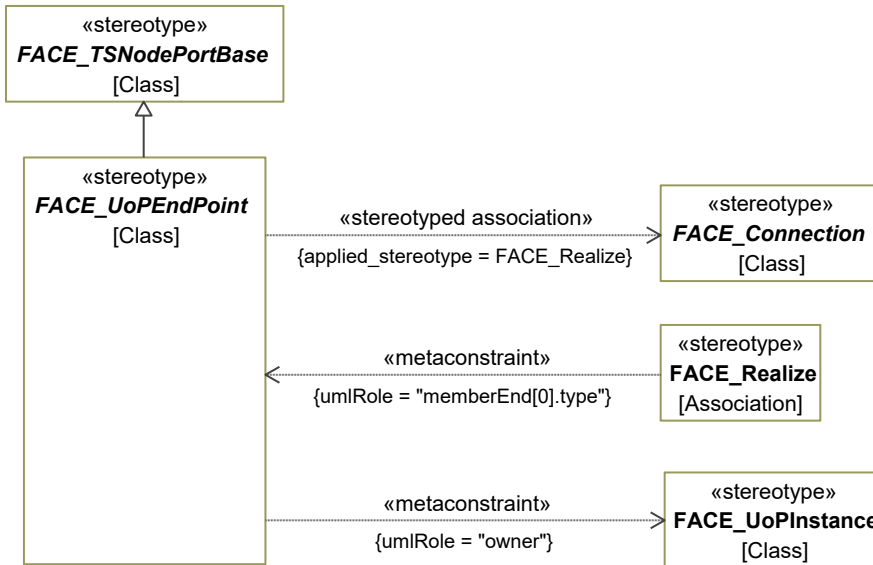 «stereotype»
FACE_TSNodePortBase
[Class]
«stereotype»
FACE_UoPEndPoint
[Class]
«stereotyped association»
{applied_stereotype = FACE_Realize}
«stereotype»
FACE_Connection
[Class]
«metaconstraint»
{umlRole = "memberEnd[0].type"}
«stereotype»
FACE_Realize
[Association]
«metaconstraint»
{umlRole = "owner"}
«stereotype»
FACE_UoPInstance
[Class]